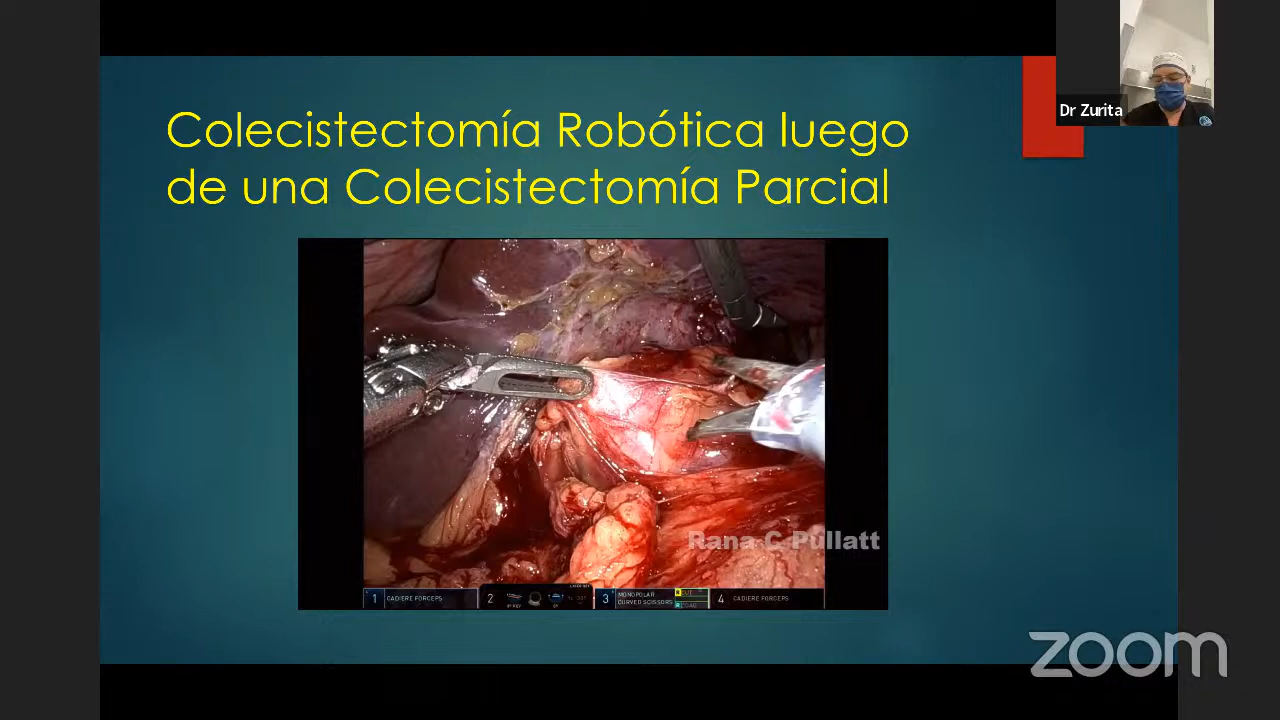 Colecistectomía Robótica luego
de una Colecistectomía Parcial
Dr Zurita
Rana C Pullatt
1 CADIERE FORCEPS
2
3 MONOPOLAR
CURVED SCISSORS
4 CADIERE FORCEPS
zoom